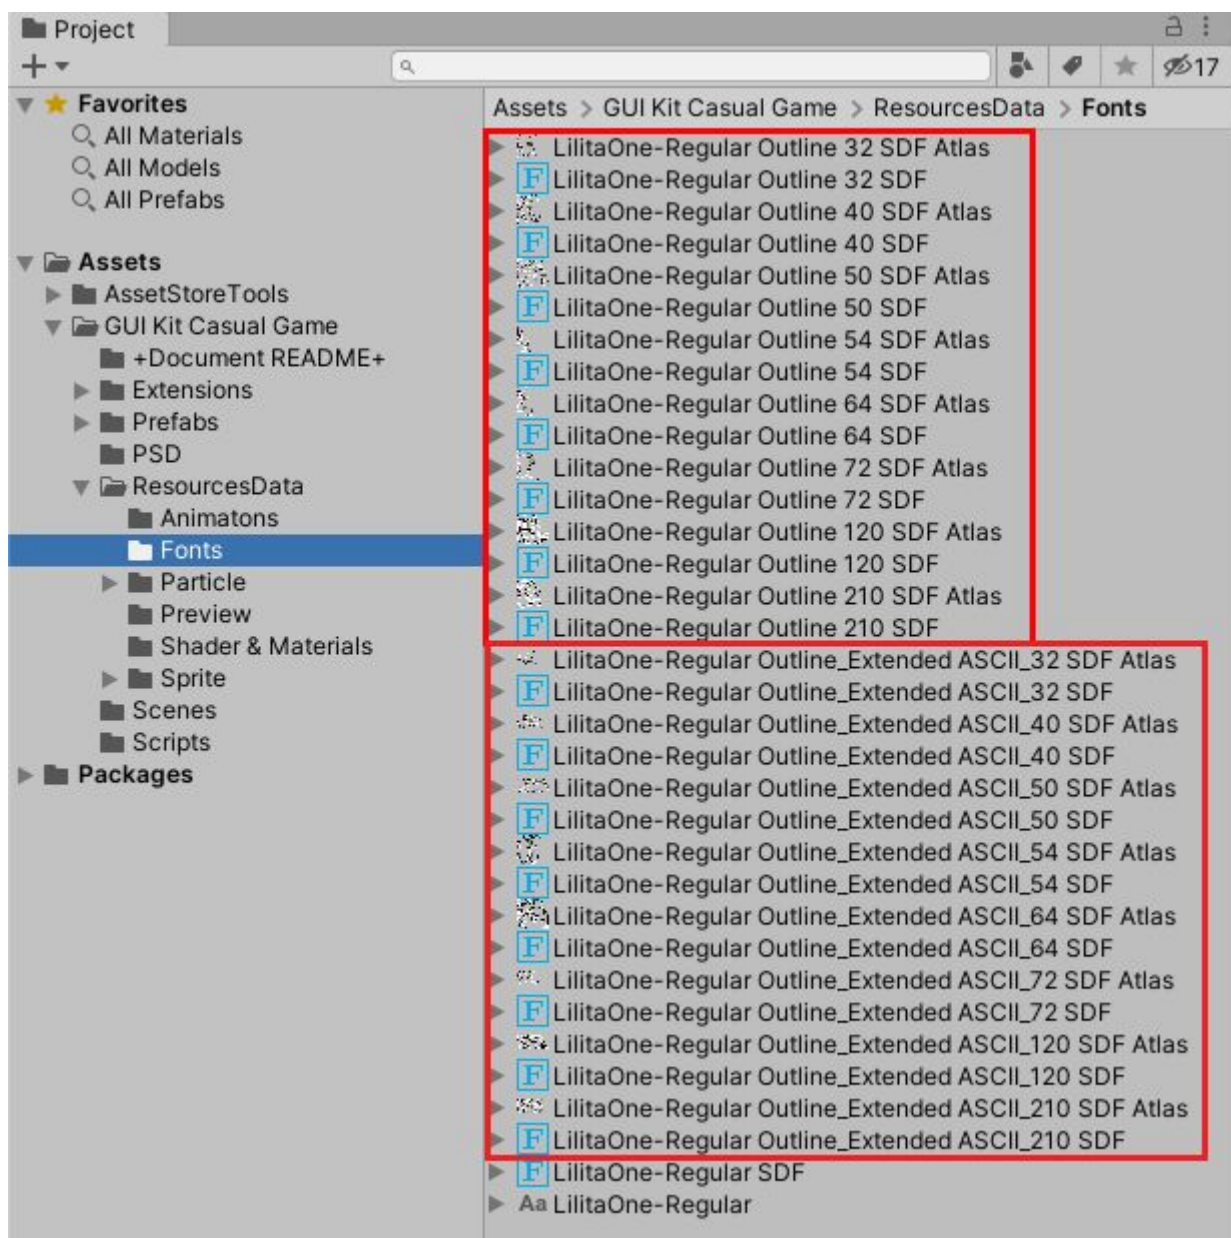 Project
17
Favorites
All Materials
All Models
All Prefabs
Assets
AssetStoreTools
GUI Kit Casual Game
+Document README+
Extensions
Prefabs
PSD
ResourcesData
Animatons
Fonts
Particle
Preview
Shader & Materials
Sprite
Scenes
Scripts
Packages
Assets > GUI Kit Casual Game > ResourcesData > Fonts
LilitaOne-Regular Outline 32 SDF Atlas
F LilitaOne-Regular Outline 32 SDF
LilitaOne-Regular Outline 40 SDF Atlas
F LilitaOne-Regular Outline 40 SDF
LilitaOne-Regular Outline 50 SDF Atlas
F LilitaOne-Regular Outline 50 SDF
LilitaOne-Regular Outline 54 SDF Atlas
F LilitaOne-Regular Outline 54 SDF
LilitaOne-Regular Outline 64 SDF Atlas
F LilitaOne-Regular Outline 64 SDF
LilitaOne-Regular Outline 72 SDF Atlas
F LilitaOne-Regular Outline 72 SDF
LilitaOne-Regular Outline 120 SDF Atlas
F LilitaOne-Regular Outline 120 SDF
LilitaOne-Regular Outline 210 SDF Atlas
F LilitaOne-Regular Outline 210 SDF
LilitaOne-Regular Outline_Extended ASCII_32 SDF Atlas
F LilitaOne-Regular Outline_Extended ASCII_32 SDF
LilitaOne-Regular Outline_Extended ASCII_40 SDF Atlas
F LilitaOne-Regular Outline_Extended ASCII_40 SDF
LilitaOne-Regular Outline_Extended ASCII_50 SDF Atlas
F LilitaOne-Regular Outline_Extended ASCII_50 SDF
LilitaOne-Regular Outline_Extended ASCII_54 SDF Atlas
F LilitaOne-Regular Outline_Extended ASCII_54 SDF
LilitaOne-Regular Outline_Extended ASCII_64 SDF Atlas
F LilitaOne-Regular Outline_Extended ASCII_64 SDF
LilitaOne-Regular Outline_Extended ASCII_72 SDF Atlas
F LilitaOne-Regular Outline_Extended ASCII_72 SDF
LilitaOne-Regular Outline_Extended ASCII_120 SDF Atlas
F LilitaOne-Regular Outline_Extended ASCII_120 SDF
LilitaOne-Regular Outline_Extended ASCII_210 SDF Atlas
F LilitaOne-Regular Outline_Extended ASCII_210 SDF
F LilitaOne-Regular SDF
Aa LilitaOne-Regular